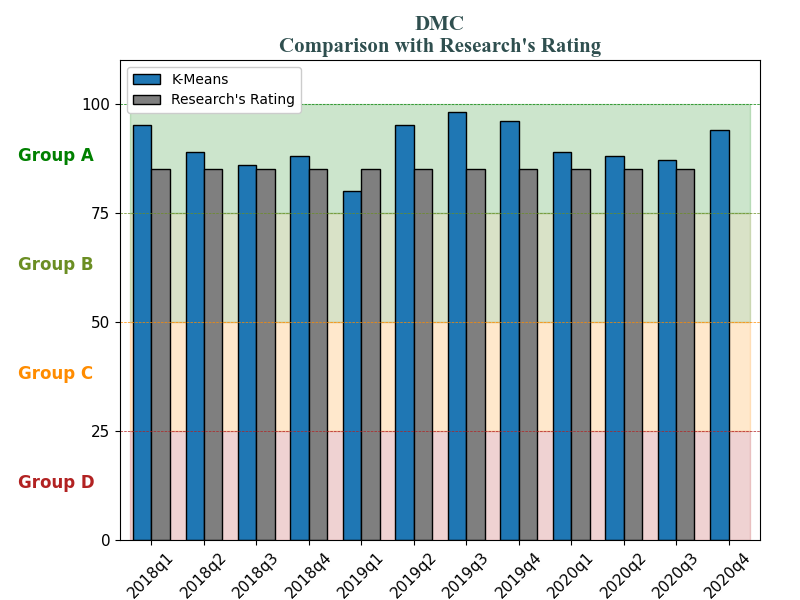 DMC
Comparison with Research's Rating
K-Means
Research's Rating
100
Group A
75
Group B
50
Group C
25
Group D
0
2018q1
2018q2
2018q3
2018q4
2019q1
2019q2
2019q3
2019q4
2020q1
2020q2
2020q3
2020q4